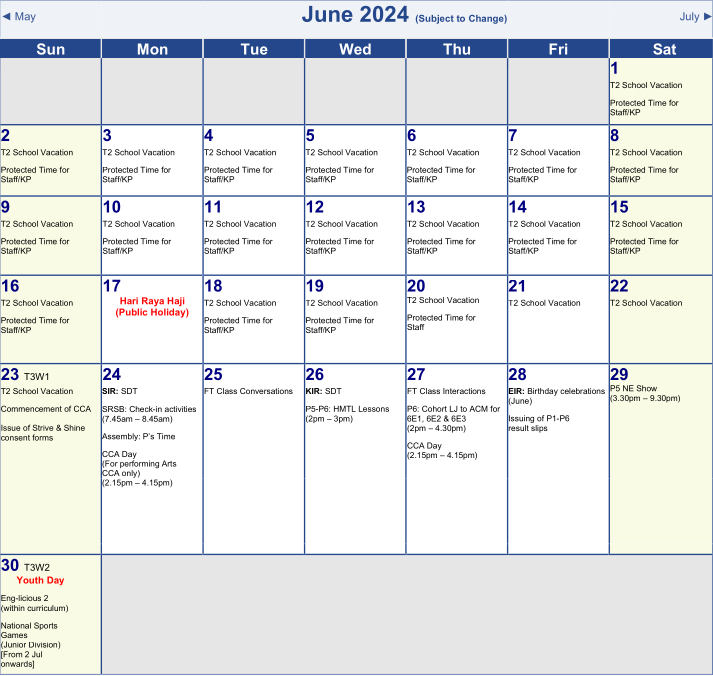 ◄ May
June 2024 (Subject to Change)
July ►
Sun Mon Tue Wed Thu Fri Sat
1
T2 School Vacation
Protected Time for
Staff/KP
2
T2 School Vacation
Protected Time for
Staff/KP
3
T2 School Vacation
Protected Time for
Staff/KP
4
T2 School Vacation
Protected Time for
Staff/KP
5
T2 School Vacation
Protected Time for
Staff/KP
6
T2 School Vacation
Protected Time for
Staff/KP
7
T2 School Vacation
Protected Time for
Staff/KP
8
T2 School Vacation
Protected Time for
Staff/KP
9
T2 School Vacation
Protected Time for
Staff/KP
10
T2 School Vacation
Protected Time for
Staff/KP
11
T2 School Vacation
Protected Time for
Staff/KP
12
T2 School Vacation
Protected Time for
Staff/KP
13
T2 School Vacation
Protected Time for
Staff/KP
14
T2 School Vacation
Protected Time for
Staff/KP
15
T2 School Vacation
Protected Time for
Staff/KP
16
T2 School Vacation
Protected Time for
Staff/KP
17
Hari Raya Haji
(Public Holiday)
18
T2 School Vacation
Protected Time for
Staff/KP
19
T2 School Vacation
Protected Time for
Staff/KP
20
T2 School Vacation
Protected Time for
Staff
21
T2 School Vacation
22
T2 School Vacation
23 T3W1
T2 School Vacation
Commencement of CCA
Issue of Strive & Shine
consent forms
24
SIR: SDT
SRSB: Check-in activities
(7.45am – 8.45am)
Assembly: P's Time
CCA Day
(For performing Arts
CCA only)
(2.15pm – 4.15pm)
25
FT Class Conversations
26
KIR: SDT
P5-P6: HMTL Lessons
(2pm – 3pm)
27
FT Class Interactions
P6: Cohort LJ to ACM for
6E1, 6E2 & 6E3
(2pm – 4.30pm)
CCA Day
(2.15pm – 4.15pm)
28
EIR: Birthday celebrations
(June)
Issuing of P1-P6
result slips
29
P5 NE Show
(3.30pm – 9.30pm)
30 T3W2
Youth Day
Eng-licious 2
(within curriculum)
National Sports
Games
(Junior Division)
[From 2 Jul
onwards]